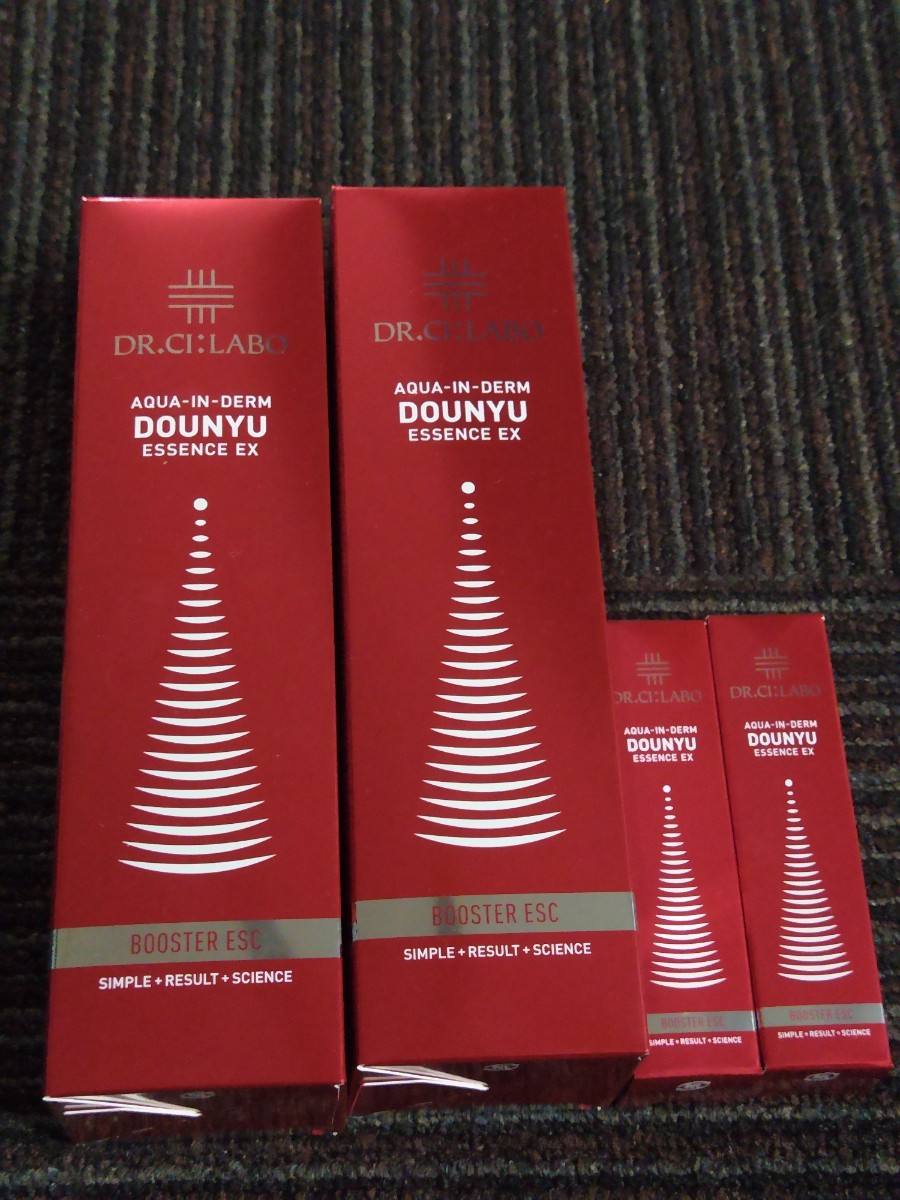 DR.CI:LABO
AQUA-IN-DERM
DOUNYU
ESSENCE EX
BOOSTER ESC
SIMPLE + RESULT + SCIENCE
DR.CI:LABO
AQUA-IN-DERM
DOUNYU
ESSENCE EX
BOOSTER ESC
SIMPLE + RESULT + SCIENCE
DR.CI:LABO
AQUA-IN-DERM
DOUNYU
ESSENCE EX
BOOSTER ESC
SIMPLE + RESULT + SCIENCE
DR.CI:LABO
AQUA-IN-DERM
DOUNYU
ESSENCE EX
BOOSTER ESC
SIMPLE + RESULT + SCIENCE